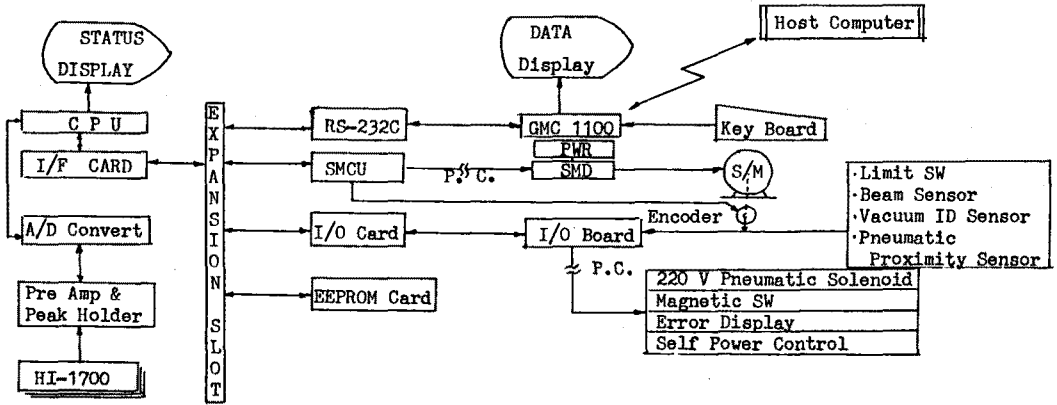 STATUS
DISPLAY
C P U
I/F CARD
A/D Convert
Pre Amp &
Peak Holder
HI-1700
EXPANSION SLOT
RS-232C
SMCU
I/O Card
EEPROM Card
DATA
Display
GMC 1100
PWR
SMD
P. C.
Host Computer
Key Board
S/M
Encoder
I/O Board
P.C.
·Limit SW
·Beam Sensor
·Vacuum ID Sensor
·Pneumatic
Proximity Sensor
220 V Pneumatic Solenoid
Magnetic SW
Error Display
Self Power Control